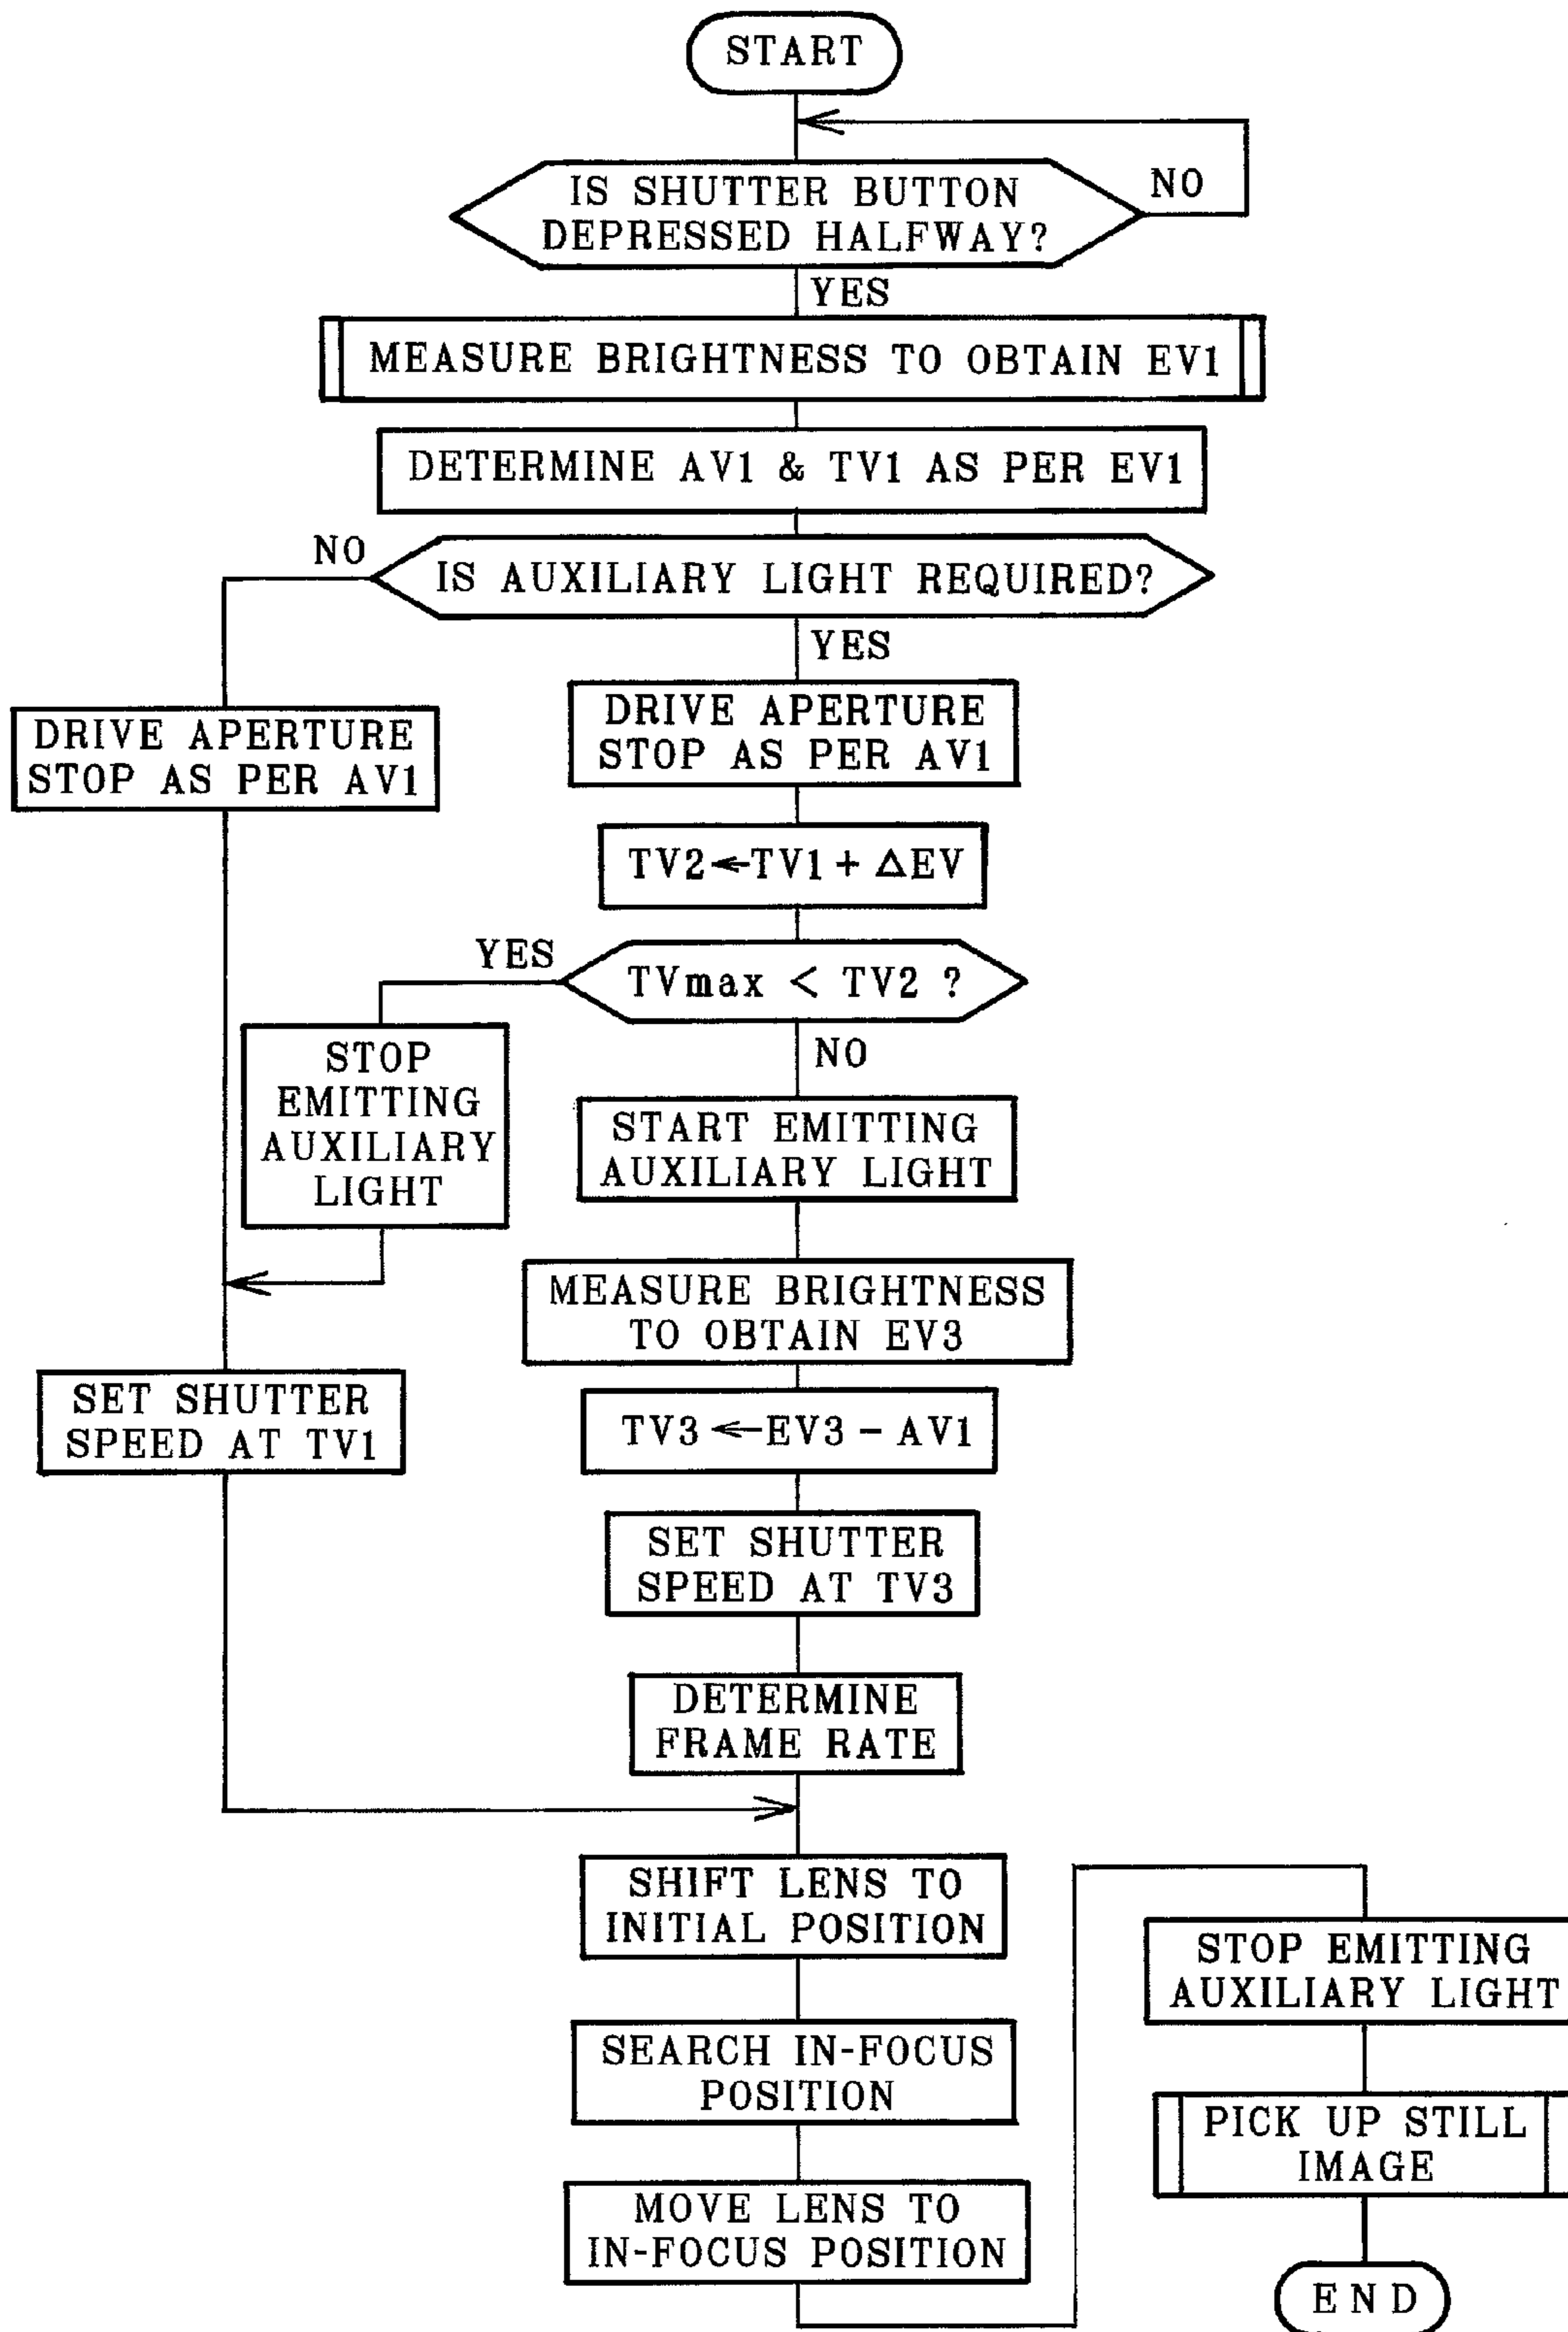 START
IS SHUTTER BUTTON
DEPRESSED HALFWAY?
NO
YES
MEASURE BRIGHTNESS TO OBTAIN EV1
DETERMINE AV1 & TV1 AS PER EV1
NO
IS AUXILIARY LIGHT REQUIRED?
YES
DRIVE APERTURE
STOP AS PER AV1
DRIVE APERTURE
STOP AS PER AV1
TV2←TV1+ΔEV
YES
TVmax < TV2 ?
NO
STOP
EMITTING
AUXILIARY
LIGHT
START EMITTING
AUXILIARY LIGHT
MEASURE BRIGHTNESS
TO OBTAIN EV3
SET SHUTTER
SPEED AT TV1
TV3←EV3-AV1
SET SHUTTER
SPEED AT TV3
DETERMINE
FRAME RATE
SHIFT LENS TO
INITIAL POSITION
SEARCH IN-FOCUS
POSITION
MOVE LENS TO
IN-FOCUS POSITION
STOP EMITTING
AUXILIARY LIGHT
PICK UP STILL
IMAGE
END